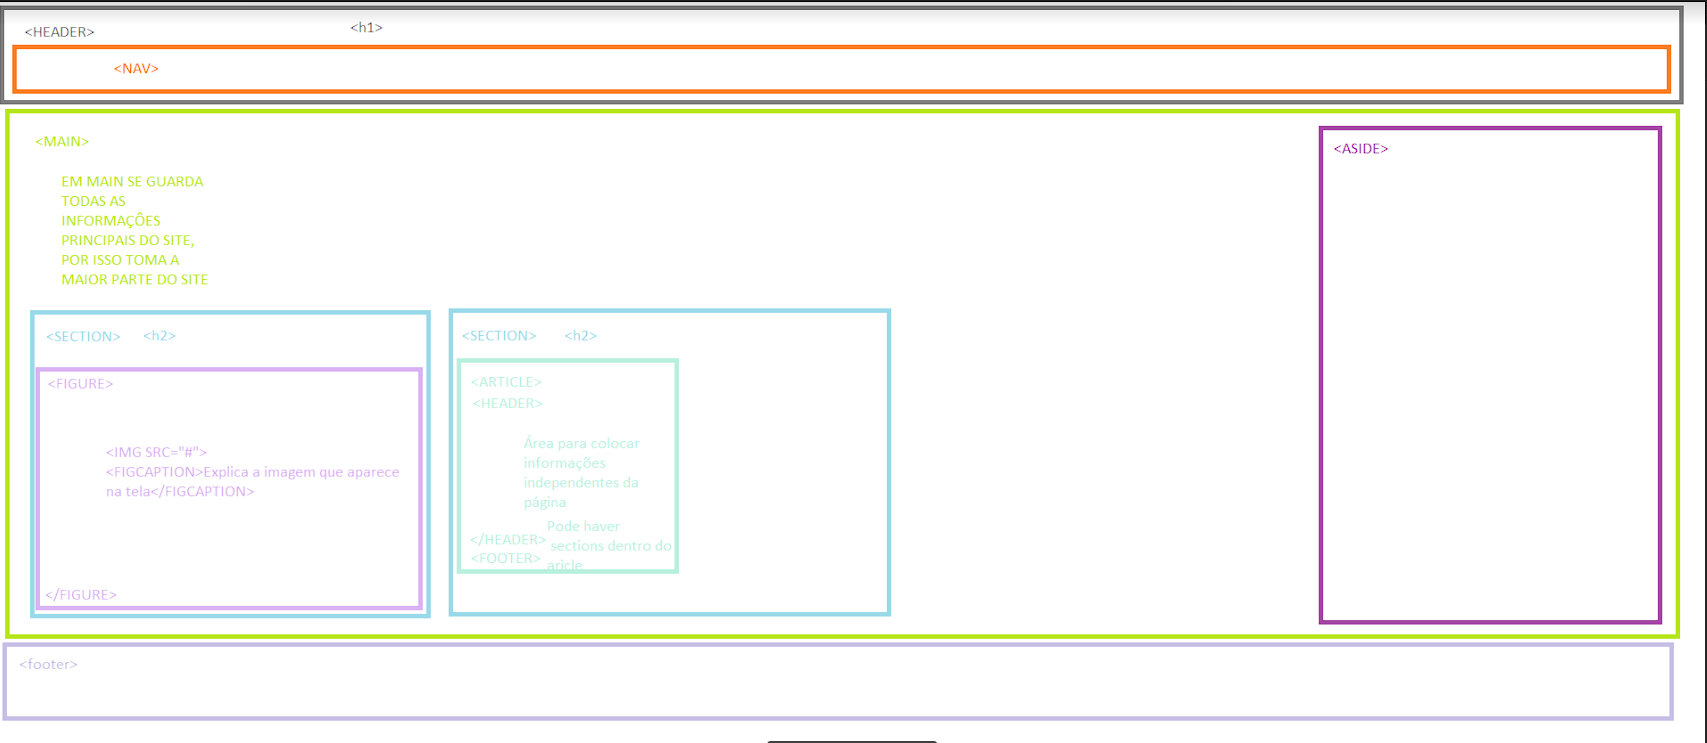 <HEADER>
<h1>
<NAV>
<MAIN>
EM MAIN SE GUARDA
TODAS AS
INFORMAÇÔES
PRINCIPAIS DO SITE,
POR ISSO TOMA A
MAIOR PARTE DO SITE
<ASIDE>
<SECTION> <h2>
<FIGURE>
<IMG SRC="#">
<FIGCAPTION>Explica a imagem que aparece
na tela</FIGCAPTION>
</FIGURE>
<SECTION> <h2>
<ARTICLE>
<HEADER>
Área para colocar
informações
independentes da
página
</HEADER>
<FOOTER>
Pode haver
sections dentro do
aricle
<footer>